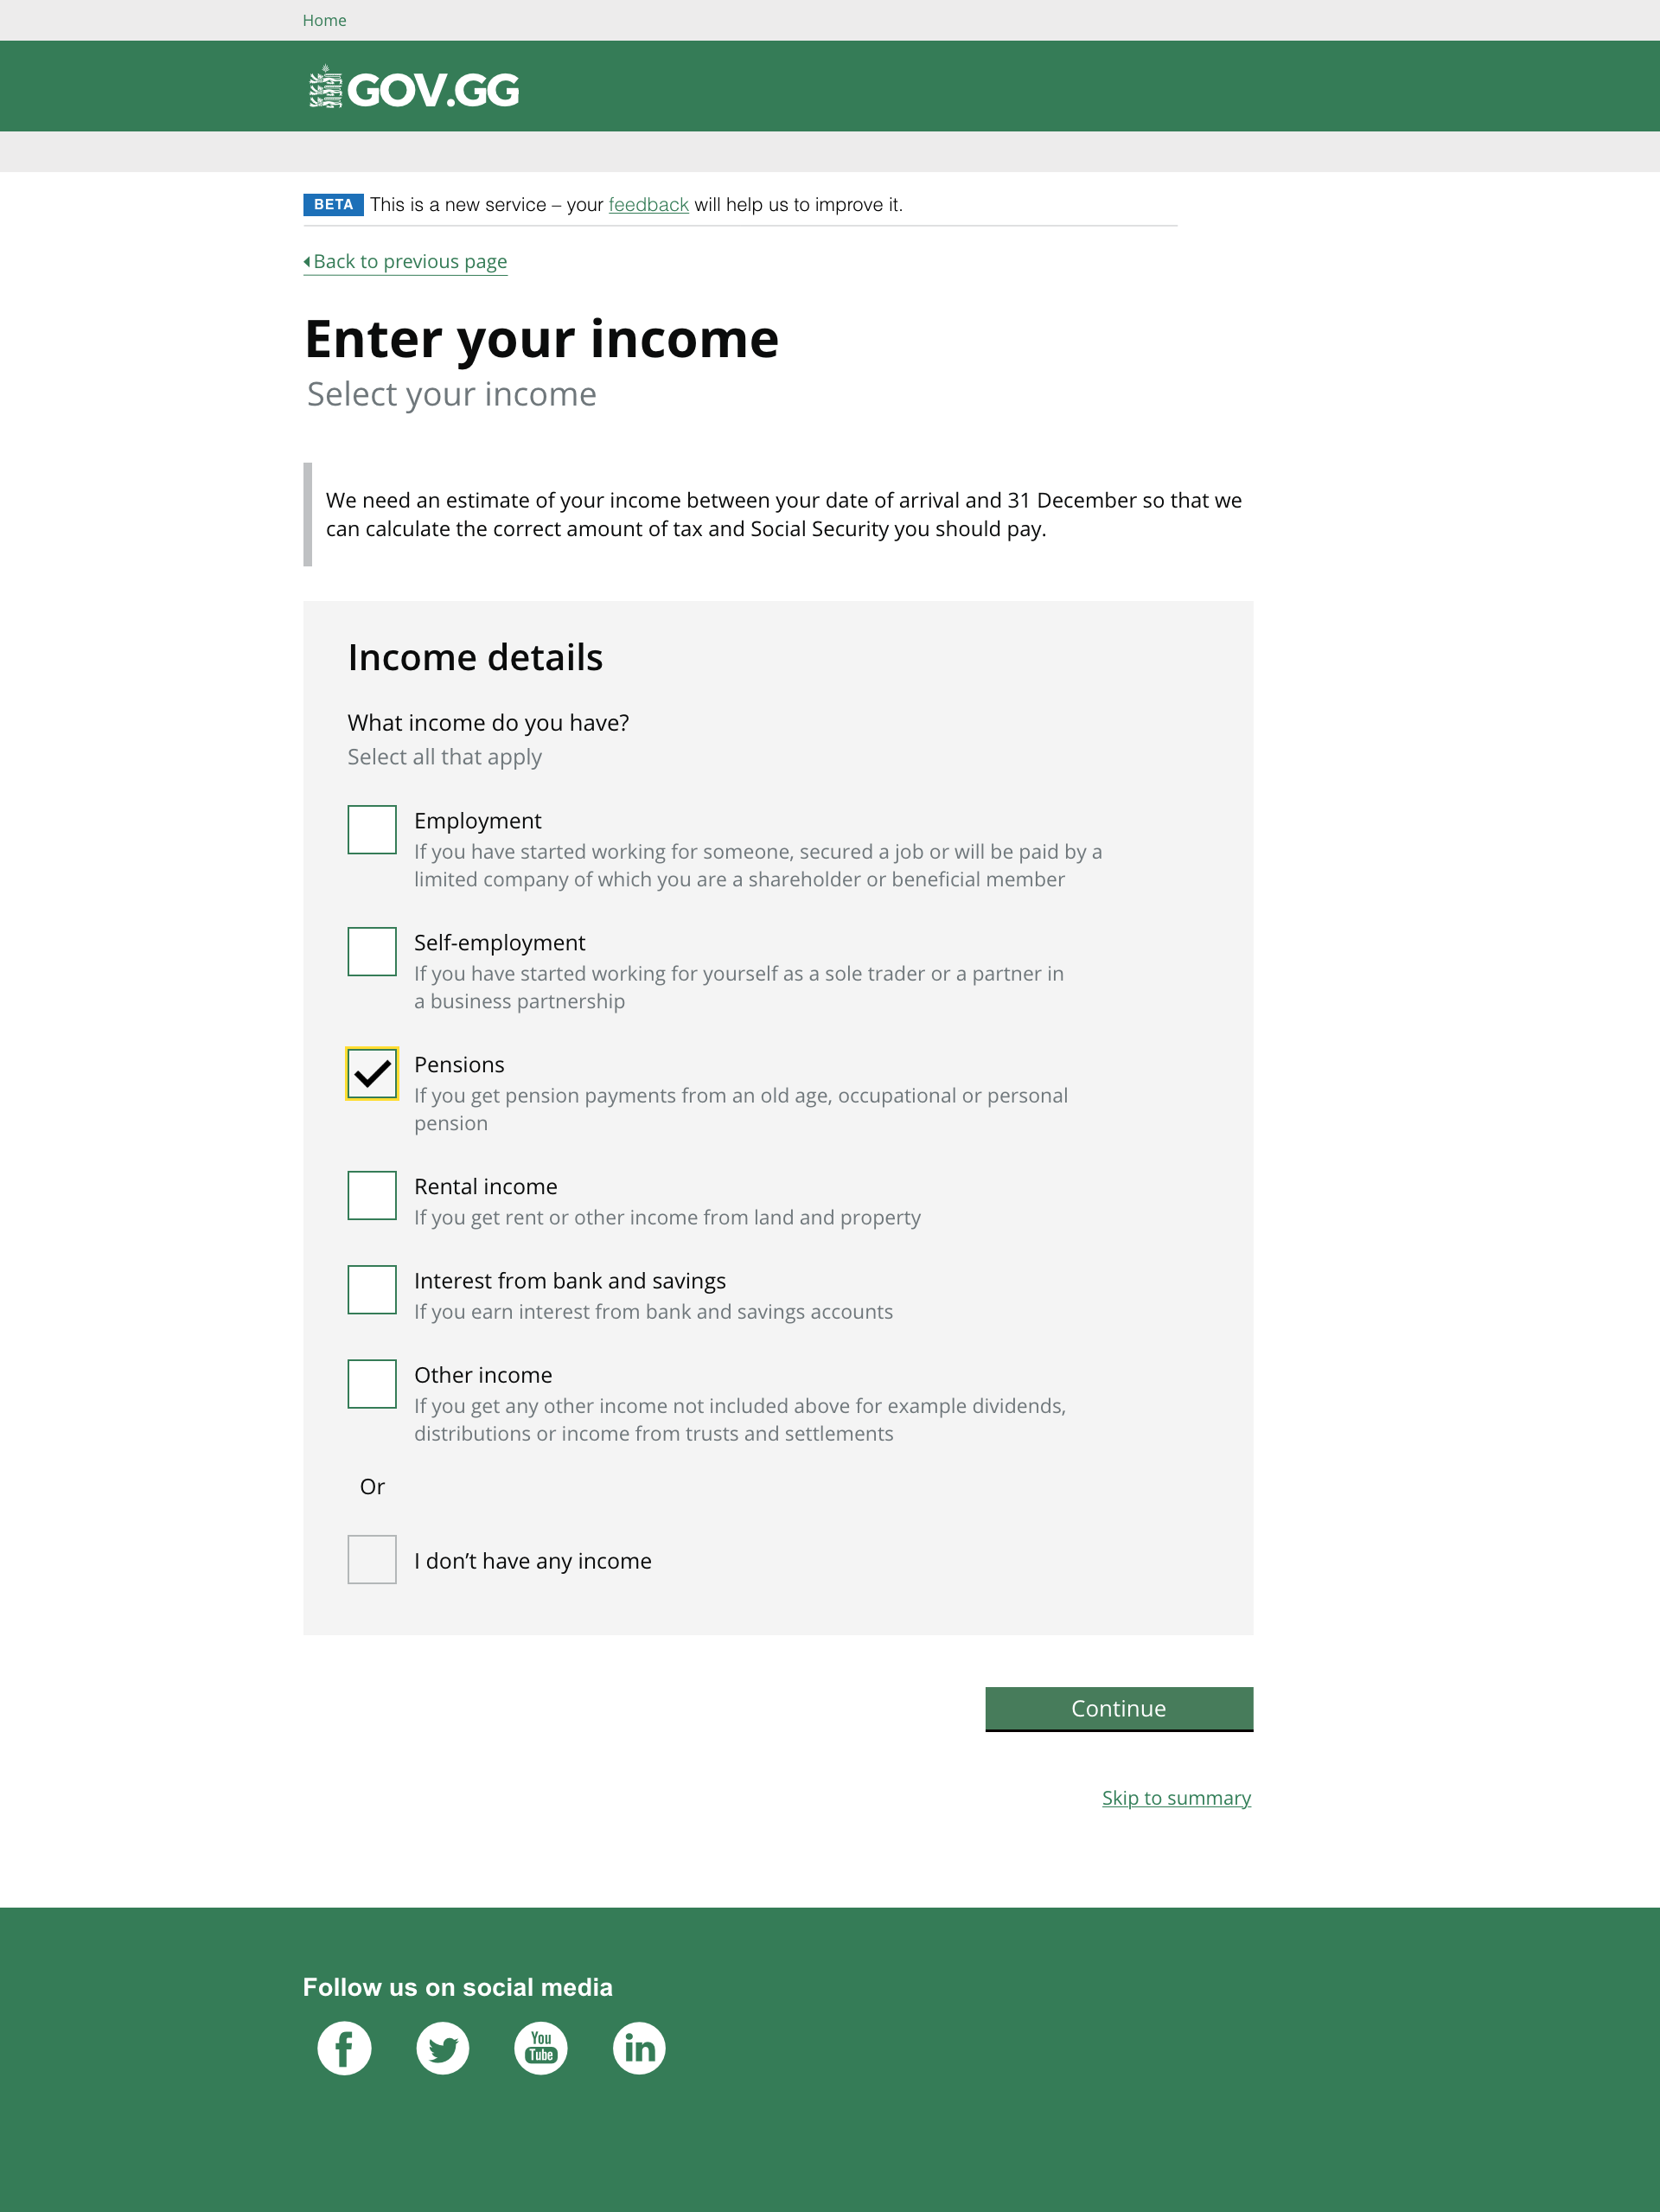 Home
GOV.GG
BETA This is a new service – your feedback will help us to improve it.
Back to previous page
Enter your income
Select your income
We need an estimate of your income between your date of arrival and 31 December so that we
can calculate the correct amount of tax and Social Security you should pay.
Income details
What income do you have?
Select all that apply
Employment
If you have started working for someone, secured a job or will be paid by a
limited company of which you are a shareholder or beneficial member
Self-employment
If you have started working for yourself as a sole trader or a partner in
a business partnership
Pensions
If you get pension payments from an old age, occupational or personal
pension
Rental income
If you get rent or other income from land and property
Interest from bank and savings
If you earn interest from bank and savings accounts
Other income
If you get any other income not included above for example dividends,
distributions or income from trusts and settlements
Or
I don’t have any income
Continue
Skip to summary
Follow us on social media
f
You
Tube
in